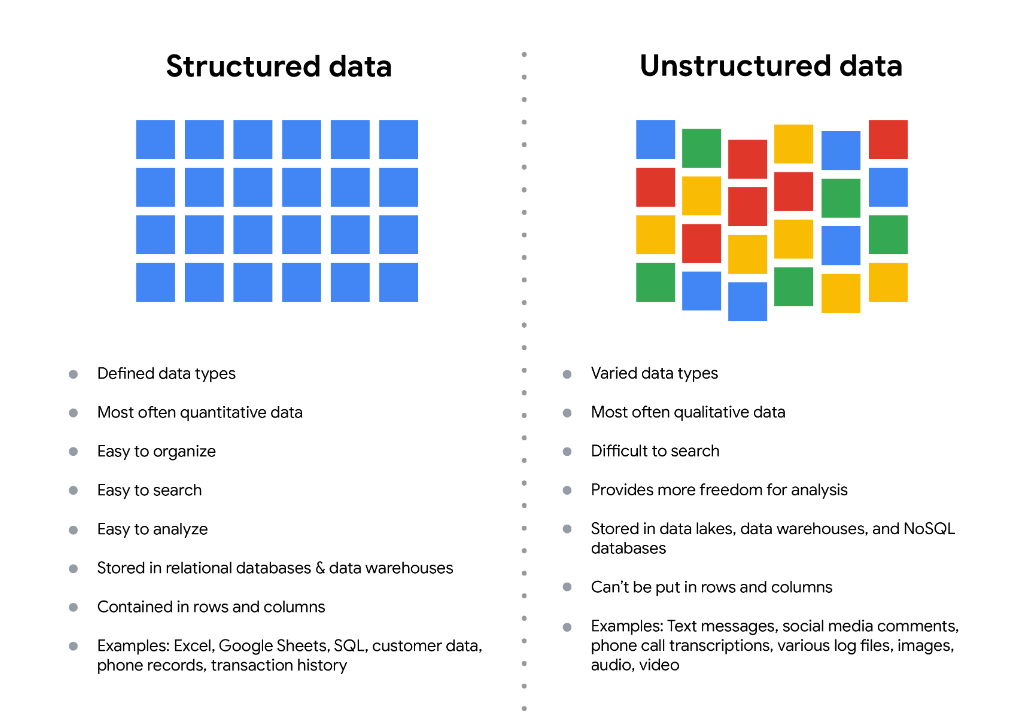 Structured data
Defined data types
Most often quantitative data
Easy to organize
Easy to search
Easy to analyze
Stored in relational databases & data warehouses
Contained in rows and columns
Examples: Excel, Google Sheets, SQL, customer data,
phone records, transaction history
Unstructured data
Varied data types
Most often qualitative data
Difficult to search
Provides more freedom for analysis
Stored in data lakes, data warehouses, and NoSQL
databases
Can't be put in rows and columns
Examples: Text messages, social media comments,
phone call transcriptions, various log files, images,
audio, video